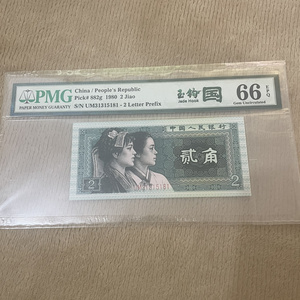 PMG
PAPER MONEY GUARANTY
China / People's Republic
Pick# 882g 1980 2 Jiao
S/N UM31315181 - 2 Letter Prefix
国
66 EPQ
Gem Uncirculated
中国人民银行
贰角
2
2